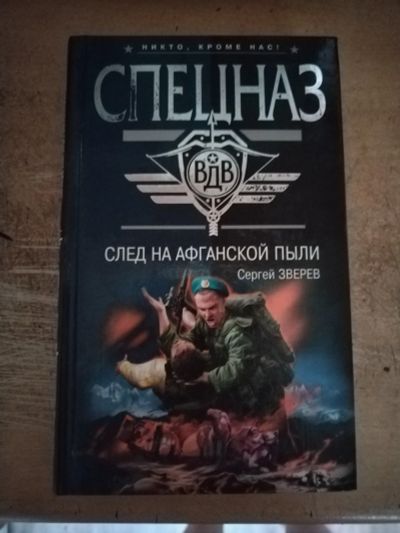 НИКТО, КРОМЕ НАС!
СПЕЦНАЗ
ВДВ
СЛЕД НА АФГАНСКОЙ ПЫЛИ
Сергей ЗВЕРЕВ